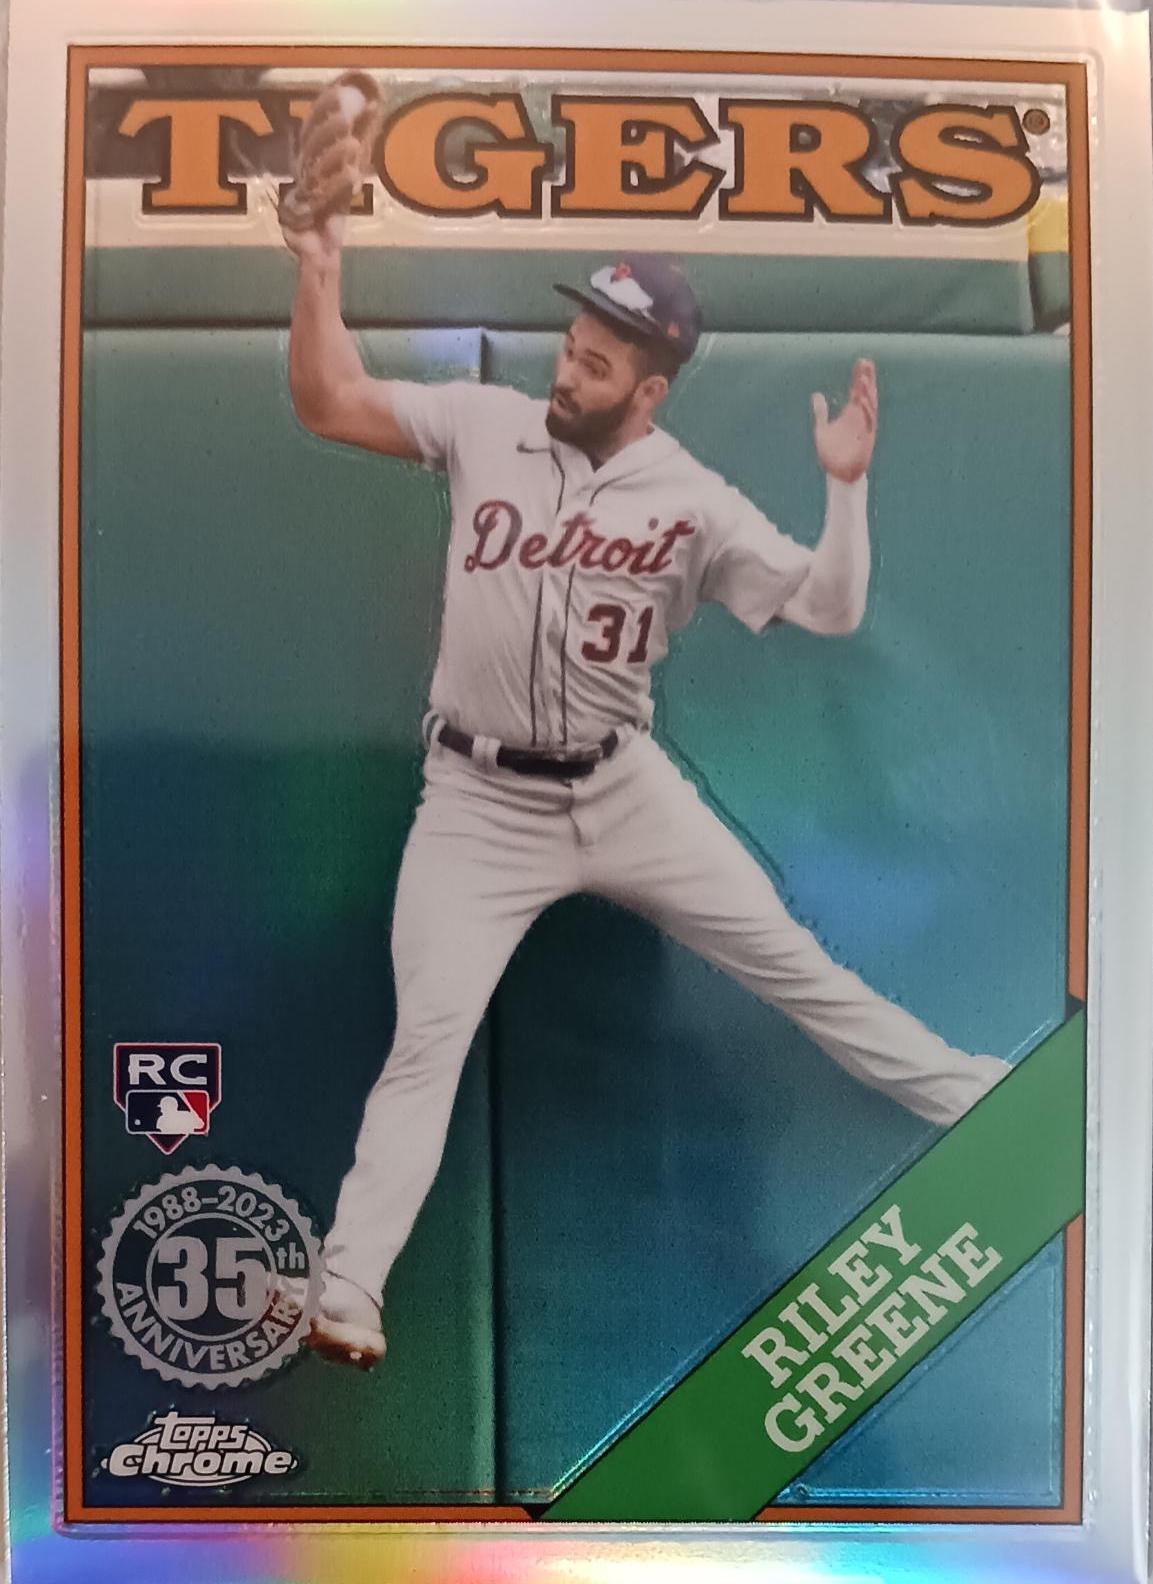 TIGERS®
Detroit
31
RC
1988-2023
35th
ANNIVERSARY
RILEY
GREENE
Topps
Chrome